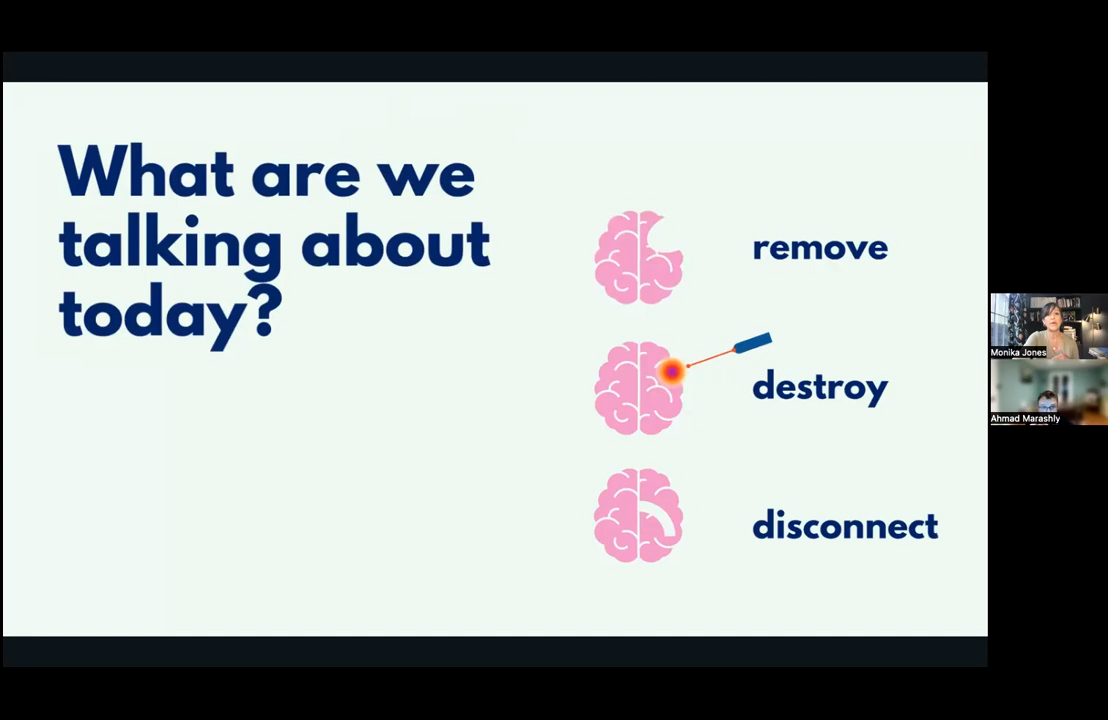 What are we
talking about
today?
remove
destroy
disconnect
Monika Jones
Ahmad Marashly